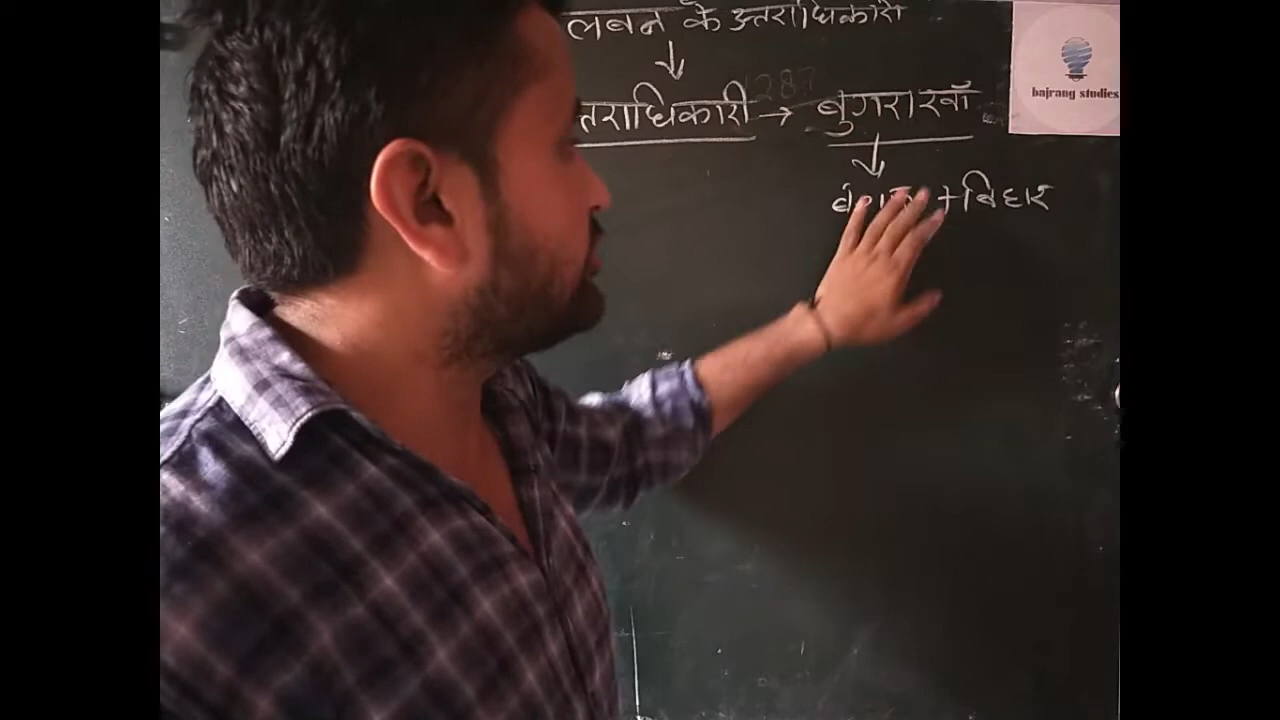 लबन के उत्तराधिकारी
तराधिकारी → बुगरा खाँ
+ बिहार
bajrang studies